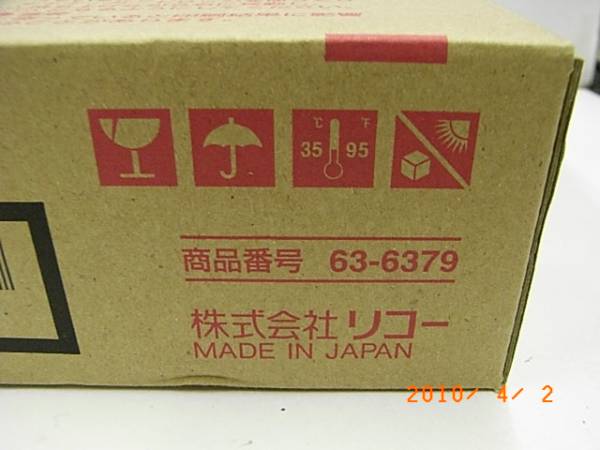 ℃ ℉
35 95
商品番号 63-6379
株式会社 リコー
MADE IN JAPAN
2010/ 4/ 2